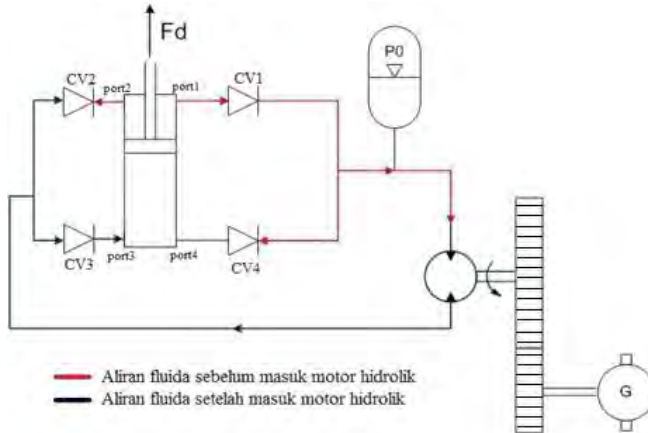 Fd
P0
CV2
port2
port1
CV1
CV3
port3
port4
CV4
G
Aliran fluida sebelum masuk motor hidrolik
Aliran fluida setelah masuk motor hidrolik